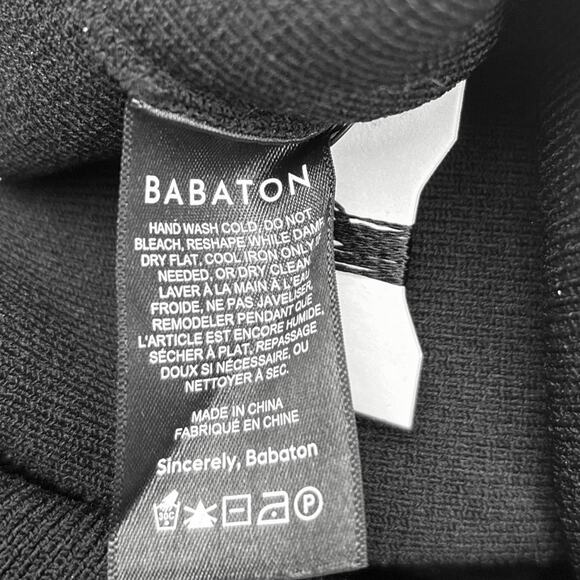 BABATON
HAND WASH COLD, DO NOT
BLEACH, RESHAPE WHILE DAMP,
DRY FLAT, COOL IRON ONLY IF
NEEDED, OR DRY CLEAN
LAVER À LA MAIN À L'EAU
FROIDE, NE PAS JAVELISER,
REMODELER PENDANT QUE
L'ARTICLE EST ENCORE HUMIDE,
SÉCHER À PLAT, REPASSAGE
DOUX SI NÉCESSAIRE, OU
NETTOYER À SEC.
MADE IN CHINA
FABRIQUÉ EN CHINE
Sincerely, Babaton
30C P